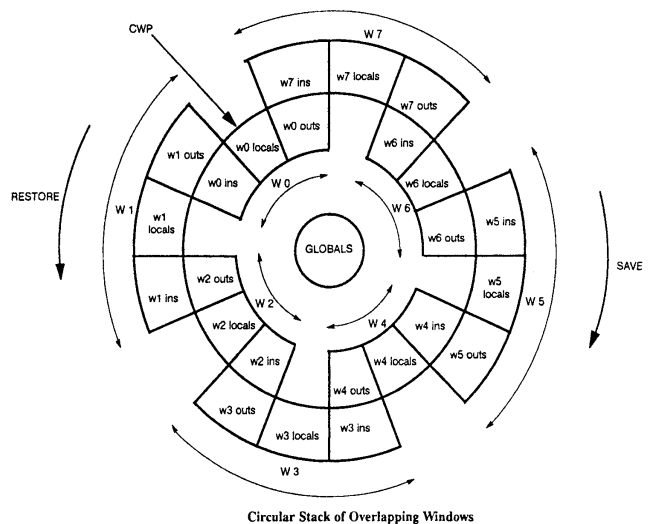 CWP
W 7
w7 ins
w7 locals
w7 outs
w0 outs
w6 ins
w0 locals
w1 outs
w0 ins
w6 locals
W 0
W 6
RESTORE
W 1
w1
locals
GLOBALS
w6 outs
w5 ins
SAVE
w5
locals
W 5
w1 ins
w2 outs
W 2
W 4
w2 locals
w4 ins
w2 ins
w4 locals
w5 outs
w4 outs
w3 outs
w3 locals
w3 ins
W 3
Circular Stack of Overlapping Windows